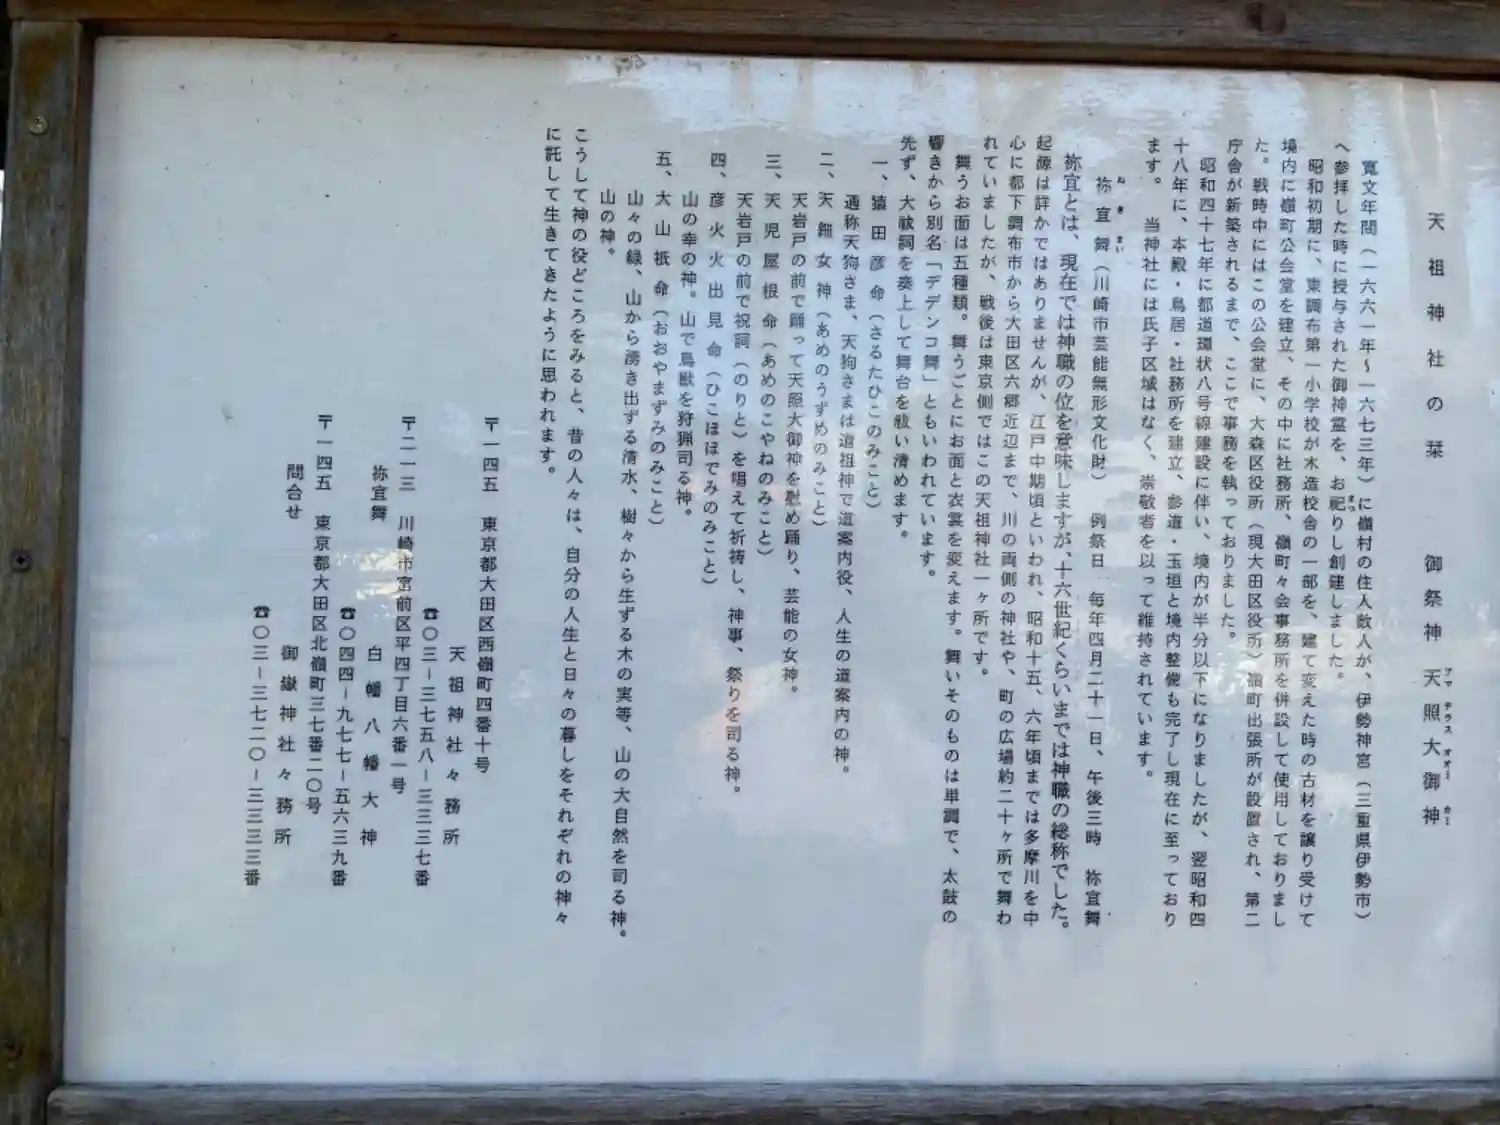 天祖神社の栞　御祭神　天照大御神
アマ テラス オオミ カミ
寛文年間（一六六一年～一六七三年）に嶺村の住人数人が、伊勢神宮（三重県伊勢市）
へ参拝した時に授与された御神霊を、お祀りし創建しました。
まつ
昭和初期に、東調布第一小学校が木造校舎の一部を、建て変えた時の古材を譲り受けて
境内に嶺町公会堂を建立、その中に社務所、嶺町々会事務所を併設して使用しておりまし
た。戦時中にはこの公会堂に、大森区役所（現大田区役所）嶺町出張所が設置され、第二
庁舎が新築されるまで、ここで事務を執っておりました。
昭和四十七年に都道環状八号線建設に伴い、境内が半分以下になりましたが、翌昭和四
十八年に、本殿・鳥居・社務所を建立、参道・玉垣と境内整備も完了し現在に至っており
ます。　当神社には氏子区域はなく、崇敬者を以って維持されています。
ねぎまい
祢宜舞（川崎市芸能無形文化財）　例祭日　毎年四月二十一日、午後三時　祢宜舞
祢宜とは、現在では神職の位を意味しますが、十六世紀くらいまでは神職の総称でした。
起源は詳かではありませんが、江戸中期頃といわれ、昭和十五、六年頃までは多摩川を中
心に都下調布市から大田区六郷近辺まで、川の両側の神社や、町の広場約二十ヶ所で舞わ
れていましたが、戦後は東京側ではこの天祖神社一ヶ所です。
舞うお面は五種類。舞うごとにお面と衣裳を変えます。舞いそのものは単調で、太鼓の
響きから別名「デデンコ舞」ともいわれています。
先ず、大祓詞を奏上して舞台を祓い清めます。
一、猿田彦命（さるたひこのみこと）
通称天狗さま、天狗さまは道祖神で道案内役、人生の道案内の神。
二、天鈿女神（あめのうずめのみこと）
天岩戸の前で踊って天照大御神を慰め踊り、芸能の女神。
三、天児屋根命（あめのこやねのみこと）
天岩戸の前で祝詞（のりと）を唱えて祈祷し、神事、祭りを司る神。
四、彦火火出見命（ひこほほでみのみこと）
山の幸の神。山で鳥獣を狩猟司る神。
五、大山祇命（おおやまずみのみこと）
山々の緑、山から湧き出ずる清水、樹々から生ずる木の実等、山の大自然を司る神。
山の神。
こうして神の役どころをみると、昔の人々は、自分の人生と日々の暮しをそれぞれの神々
に託して生きてきたように思われます。
〒一四五　東京都大田区西嶺町四番十号
天祖神社々務所
☎〇三－三七五八－三三三七番
〒二一三　川崎市宮前区平四丁目六番一号
祢宜舞　白幡八幡大神
☎〇四四－九七七－五六三九番
〒一四五　東京都大田区北嶺町三七番二〇号
問合せ　御嶽神社々務所
☎〇三－三七二〇－三三三三番